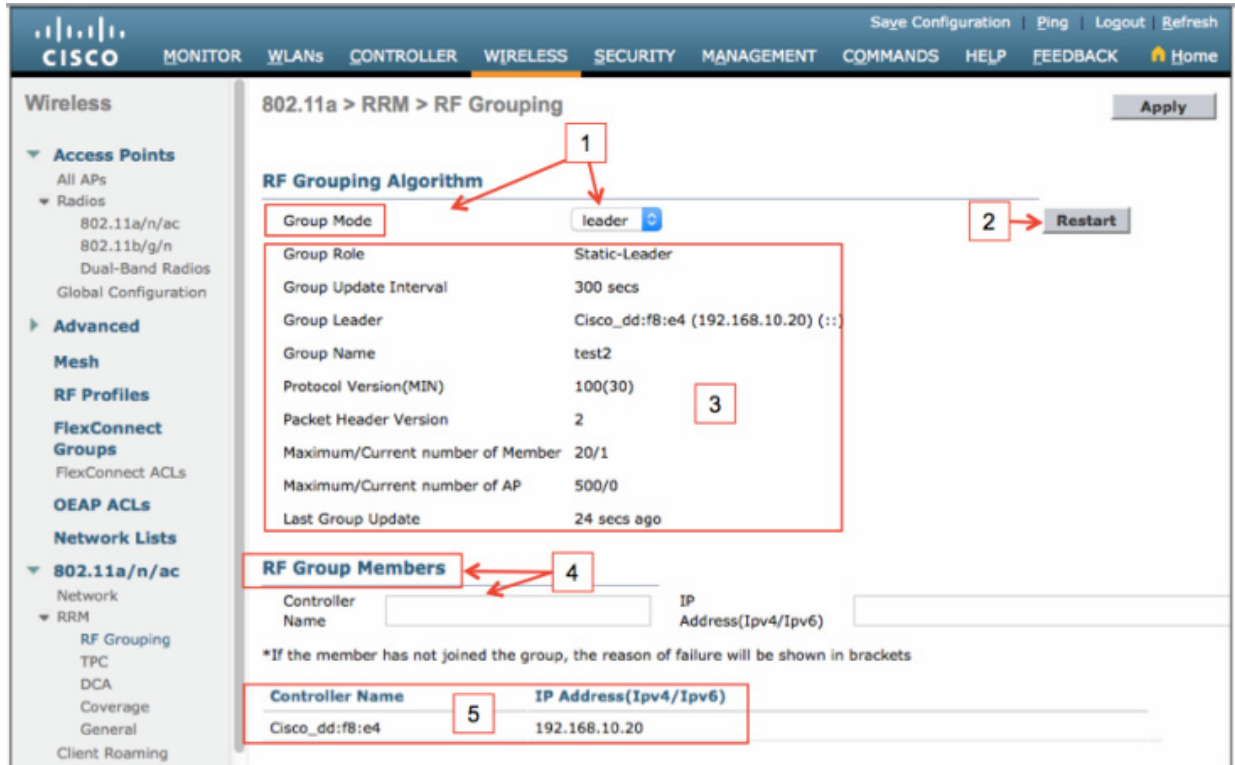 Save Configuration | Ping | Logout | Refresh
CISCO MONITOR WLANs CONTROLLER WIRELESS SECURITY MANAGEMENT COMMANDS HELP FEEDBACK Home
Wireless
Access Points
All APs
Radios
802.11a/n/ac
802.11b/g/n
Dual-Band Radios
Global Configuration
Advanced
Mesh
RF Profiles
FlexConnect
Groups
FlexConnect ACLs
OEAP ACLs
Network Lists
802.11a/n/ac
Network
RRM
RF Grouping
TPC
DCA
Coverage
General
Client Roaming
802.11a > RRM > RF Grouping
Apply
1
RF Grouping Algorithm
Group Mode leader
2
Restart
Group Role Static-Leader
Group Update Interval 300 secs
Group Leader Cisco_dd:f8:e4 (192.168.10.20) (::)
Group Name test2
Protocol Version(MIN) 100(30)
3
Packet Header Version 2
Maximum/Current number of Member 20/1
Maximum/Current number of AP 500/0
Last Group Update 24 secs ago
RF Group Members
4
Controller
Name
IP
Address(Ipv4/Ipv6)
*If the member has not joined the group, the reason of failure will be shown in brackets
Controller Name IP Address(Ipv4/Ipv6)
5
Cisco_dd:f8:e4 192.168.10.20